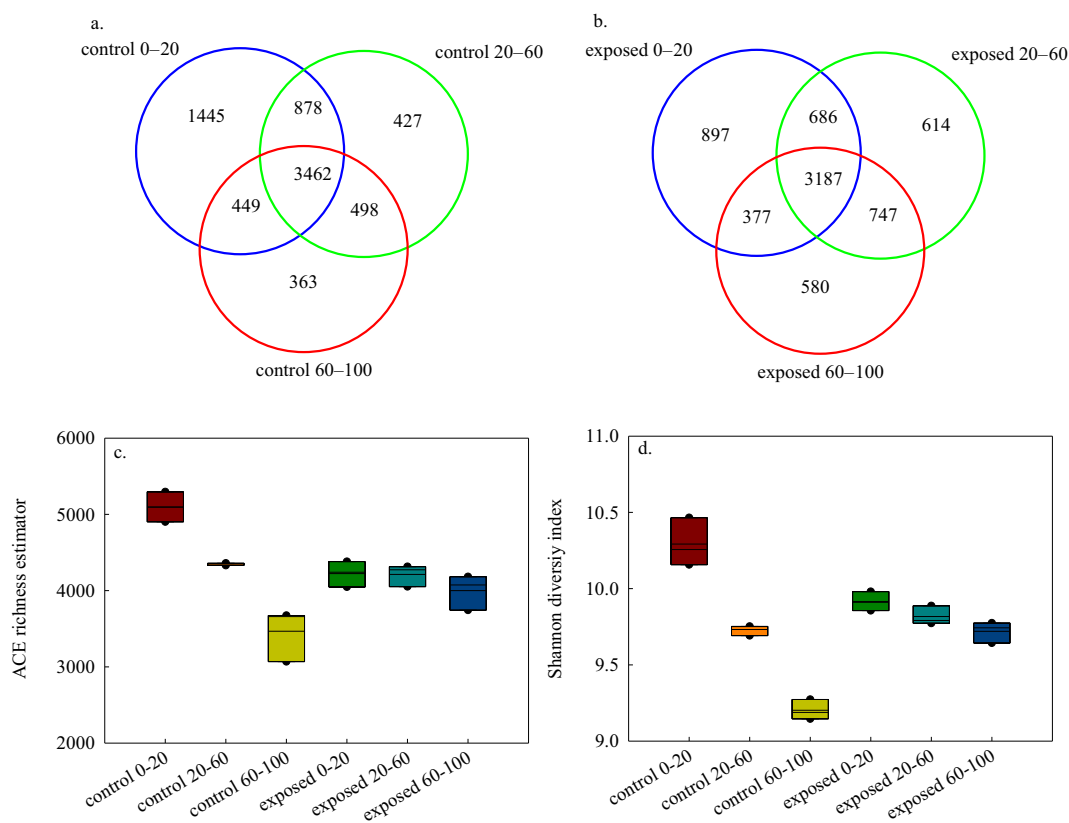 a.
control 0–20
control 20–60
1445
878
427
3462
449
498
363
control 60–100
b.
exposed 0–20
exposed 20–60
897
686
614
3187
377
747
580
exposed 60–100
c.
ACE richness estimator
6000
5000
4000
3000
2000
control 0-20
control 20-60
control 60-100
exposed 0-20
exposed 20-60
exposed 60-100
d.
Shannon diversiy index
11.0
10.5
10.0
9.5
9.0
control 0-20
control 20-60
control 60-100
exposed 0-20
exposed 20-60
exposed 60-100